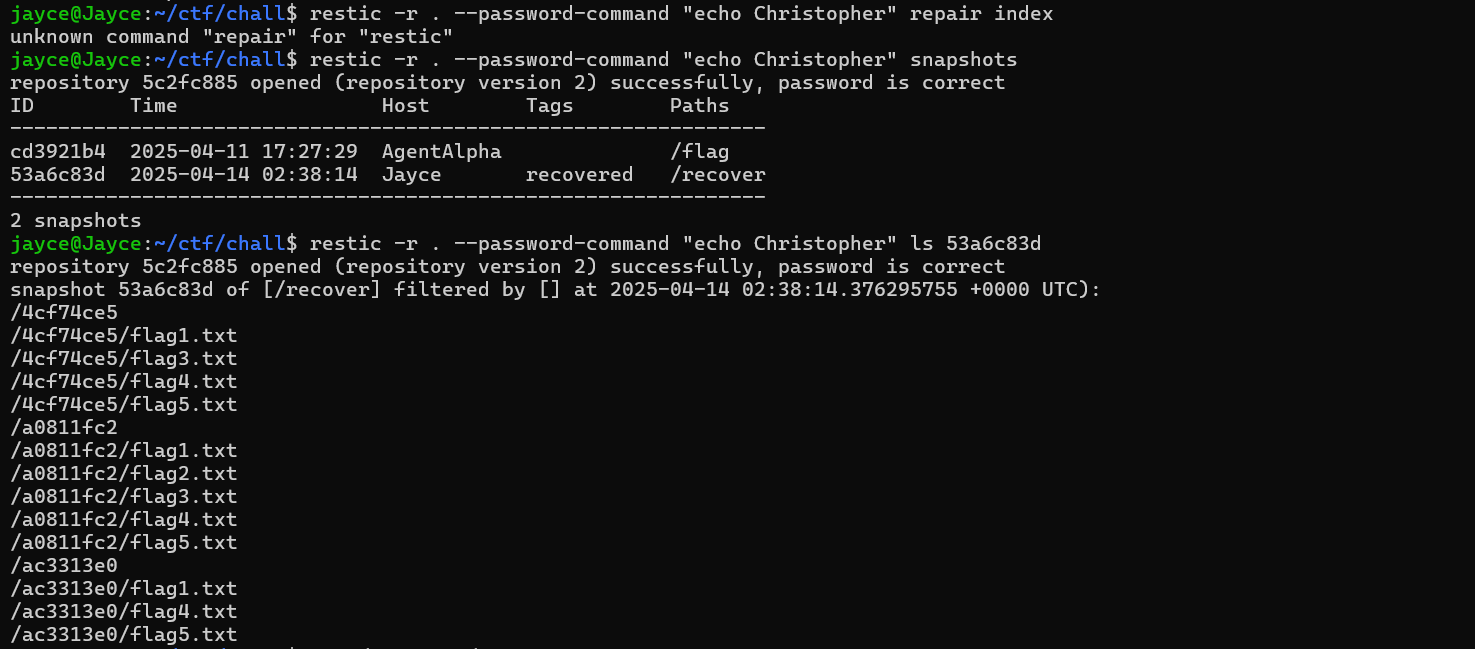 jayce@Jayce:~/ctf/chall$ restic -r . --password-command "echo Christopher" repair index
unknown command "repair" for "restic"
jayce@Jayce:~/ctf/chall$ restic -r . --password-command "echo Christopher" snapshots
repository 5c2fc885 opened (repository version 2) successfully, password is correct
ID        Time                 Host        Tags        Paths
---------------------------------------------------------------
cd3921b4  2025-04-11 17:27:29  AgentAlpha              /flag
53a6c83d  2025-04-14 02:38:14  Jayce       recovered   /recover
---------------------------------------------------------------
2 snapshots
jayce@Jayce:~/ctf/chall$ restic -r . --password-command "echo Christopher" ls 53a6c83d
repository 5c2fc885 opened (repository version 2) successfully, password is correct
snapshot 53a6c83d of [/recover] filtered by [] at 2025-04-14 02:38:14.376295755 +0000 UTC):
/4cf74ce5
/4cf74ce5/flag1.txt
/4cf74ce5/flag3.txt
/4cf74ce5/flag4.txt
/4cf74ce5/flag5.txt
/a0811fc2
/a0811fc2/flag1.txt
/a0811fc2/flag2.txt
/a0811fc2/flag3.txt
/a0811fc2/flag4.txt
/a0811fc2/flag5.txt
/ac3313e0
/ac3313e0/flag1.txt
/ac3313e0/flag4.txt
/ac3313e0/flag5.txt